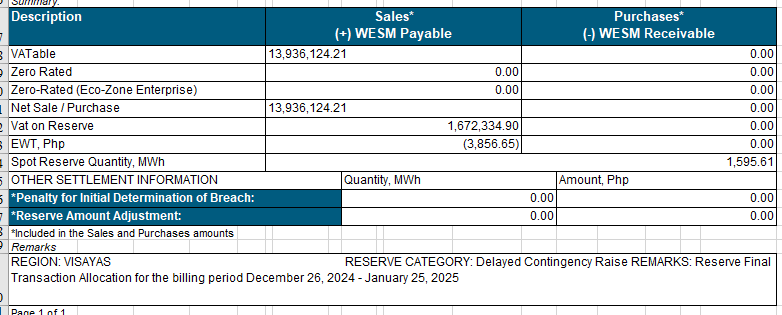 Summary:
Description Sales* Purchases*
(+) WESM Payable (-) WESM Receivable
VATable 13,936,124.21 0.00
Zero Rated 0.00 0.00
Zero-Rated (Eco-Zone Enterprise) 0.00 0.00
Net Sale / Purchase 13,936,124.21 0.00
Vat on Reserve 1,672,334.90 0.00
EWT, Php (3,856.65) 0.00
Spot Reserve Quantity, MWh 1,595.61
OTHER SETTLEMENT INFORMATION Quantity, MWh Amount, Php
*Penalty for Initial Determination of Breach: 0.00 0.00
*Reserve Amount Adjustment: 0.00 0.00
*Included in the Sales and Purchases amounts
Remarks
REGION: VISAYAS RESERVE CATEGORY: Delayed Contingency Raise REMARKS: Reserve Final
Transaction Allocation for the billing period December 26, 2024 - January 25, 2025
Page 1 of 1